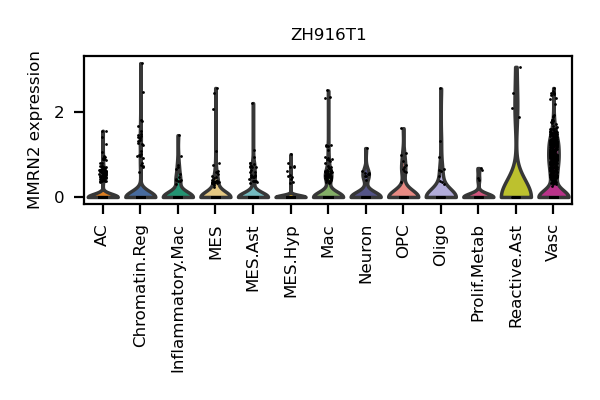 ZH916T1
MMRN2 expression
2
0
AC
Chromatin.Reg
Inflammatory.Mac
MES
MES.Ast
MES.Hyp
Mac
Neuron
OPC
Oligo
Prolif.Metab
Reactive.Ast
Vasc